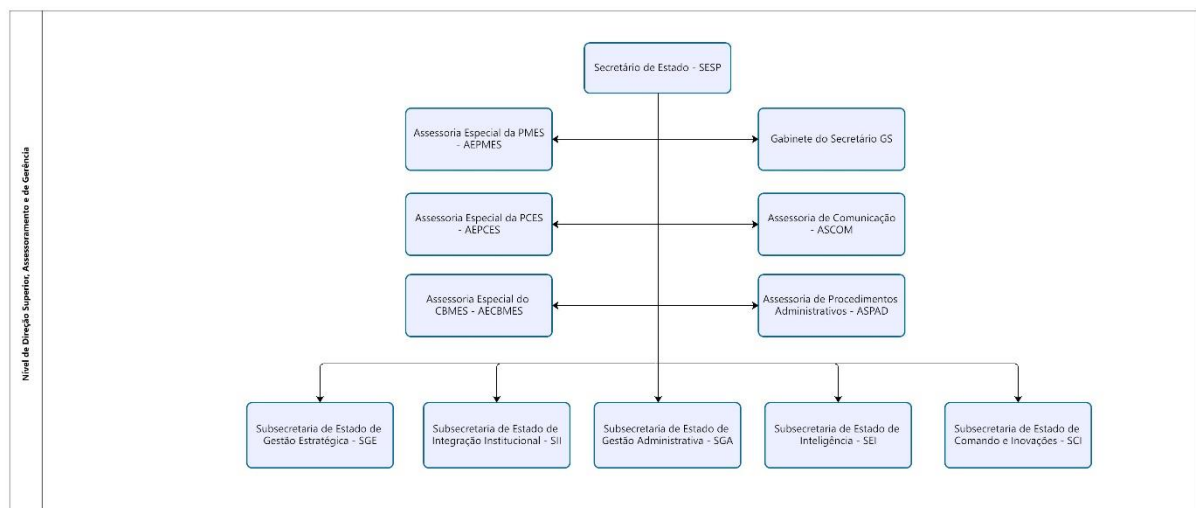 Nível de Direção Superior, Assessoramento e de Gerência
Secretário de Estado - SESP
Assessoria Especial da PMES
- AEPMES
Gabinete do Secretário GS
Assessoria Especial da PCES
- AEPCES
Assessoria de Comunicação
- ASCOM
Assessoria Especial do
CBMES - AECBMES
Assessoria de Procedimentos
Administrativos - ASPAD
Subsecretaria de Estado de
Gestão Estratégica - SGE
Subsecretaria de Estado de
Integração Institucional - SII
Subsecretaria de Estado de
Gestão Administrativa - SGA
Subsecretaria de Estado de
Inteligência - SEI
Subsecretaria de Estado de
Comando e Inovações - SCI